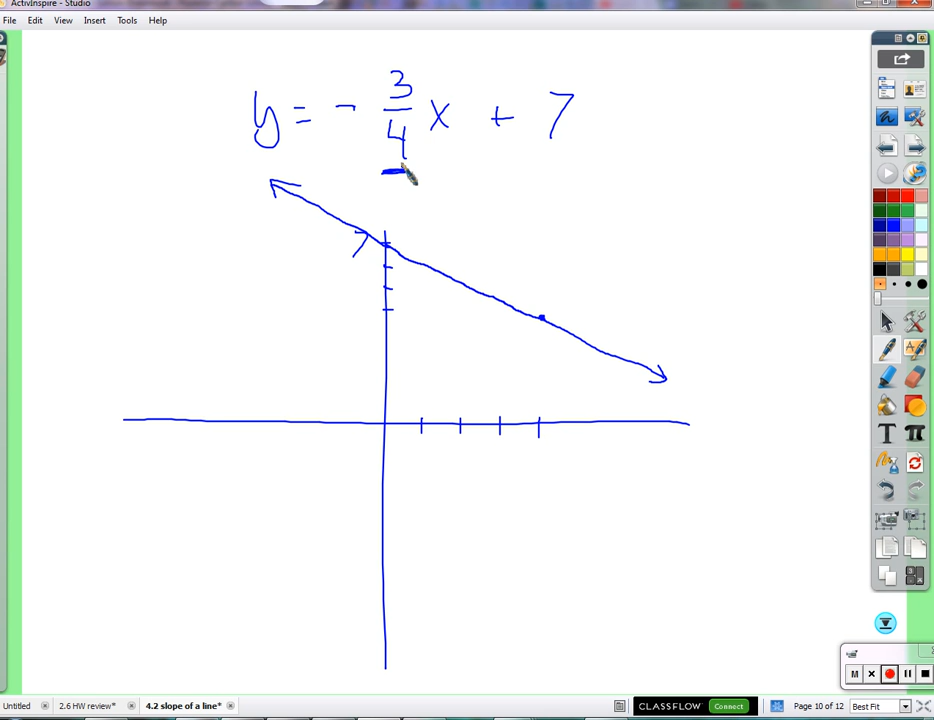 ActivInspire - Studio
File Edit View Insert Tools Help
y = - 3/4 x + 7
7
T π
M x
Untitled x 2.6 HW review* x 4.2 slope of a line* x
CLASSFLOW Connect Page 10 of 12 Best Fit